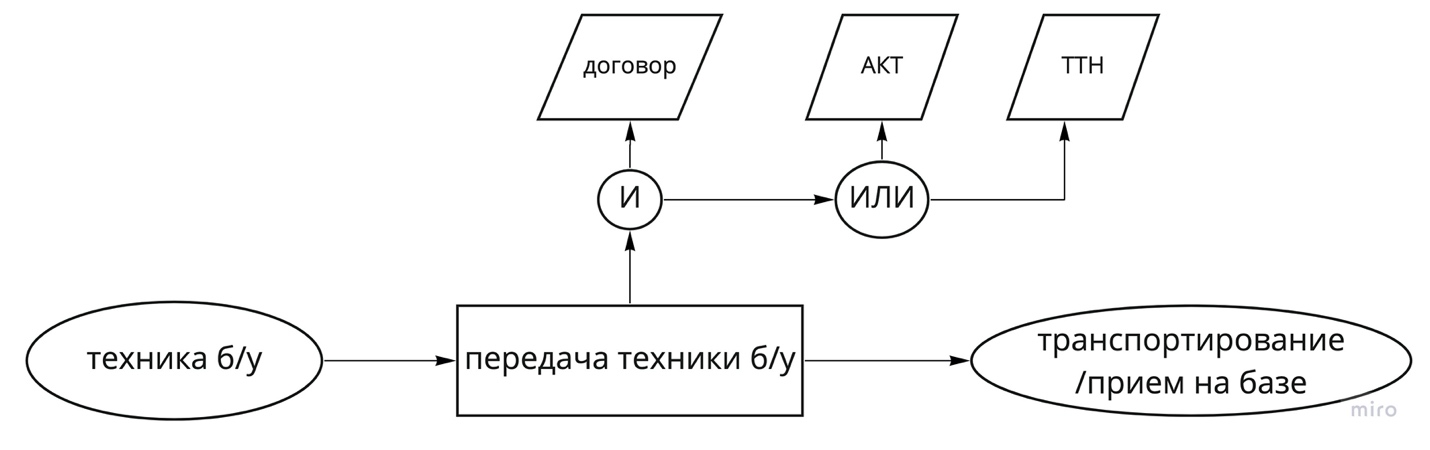 договор
АКТ
ТТН
И
ИЛИ
техника б/у
передача техники б/у
транспортирование
/прием на базе
miro